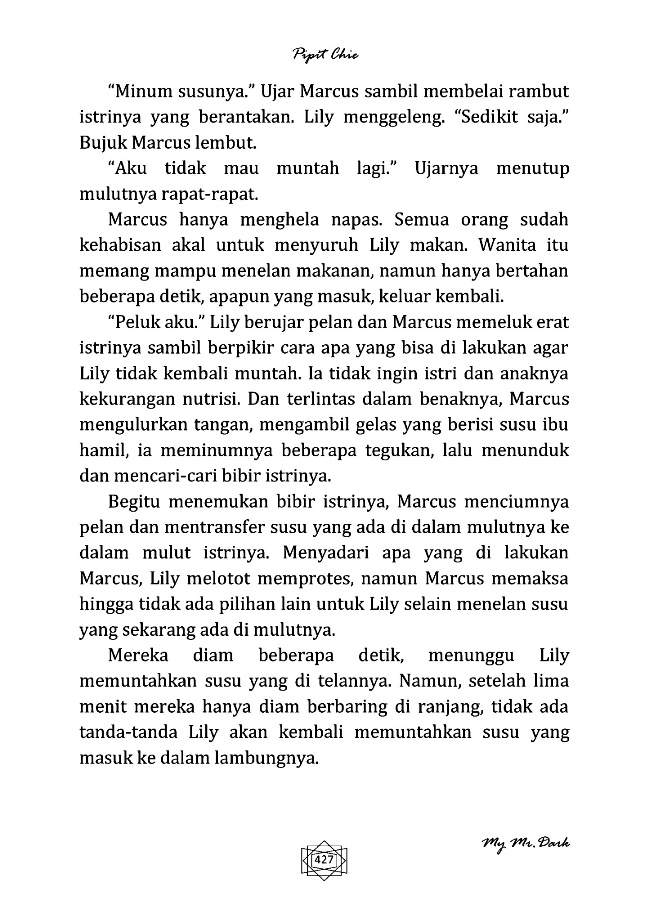 Pipit Chie
“Minum susunya.” Ujar Marcus sambil membelai rambut
istrinya yang berantakan. Lily menggeleng. “Sedikit saja.”
Bujuk Marcus lembut.
“Aku tidak mau muntah lagi.” Ujarnya menutup
mulutnya rapat-rapat.
Marcus hanya menghela napas. Semua orang sudah
kehabisan akal untuk menyuruh Lily makan. Wanita itu
memang mampu menelan makanan, namun hanya bertahan
beberapa detik, apapun yang masuk, keluar kembali.
“Peluk aku.” Lily berujar pelan dan Marcus memeluk erat
istrinya sambil berpikir cara apa yang bisa di lakukan agar
Lily tidak kembali muntah. Ia tidak ingin istri dan anaknya
kekurangan nutrisi. Dan terlintas dalam benaknya, Marcus
mengulurkan tangan, mengambil gelas yang berisi susu ibu
hamil, ia meminumnya beberapa tegukan, lalu menunduk
dan mencari-cari bibir istrinya.
Begitu menemukan bibir istrinya, Marcus menciumnya
pelan dan mentransfer susu yang ada di dalam mulutnya ke
dalam mulut istrinya. Menyadari apa yang di lakukan
Marcus, Lily melotot memprotes, namun Marcus memaksa
hingga tidak ada pilihan lain untuk Lily selain menelan susu
yang sekarang ada di mulutnya.
Mereka diam beberapa detik, menunggu Lily
memuntahkan susu yang di telannya. Namun, setelah lima
menit mereka hanya diam berbaring di ranjang, tidak ada
tanda-tanda Lily akan kembali memuntahkan susu yang
masuk ke dalam lambungnya.
My Mr. Dark
427